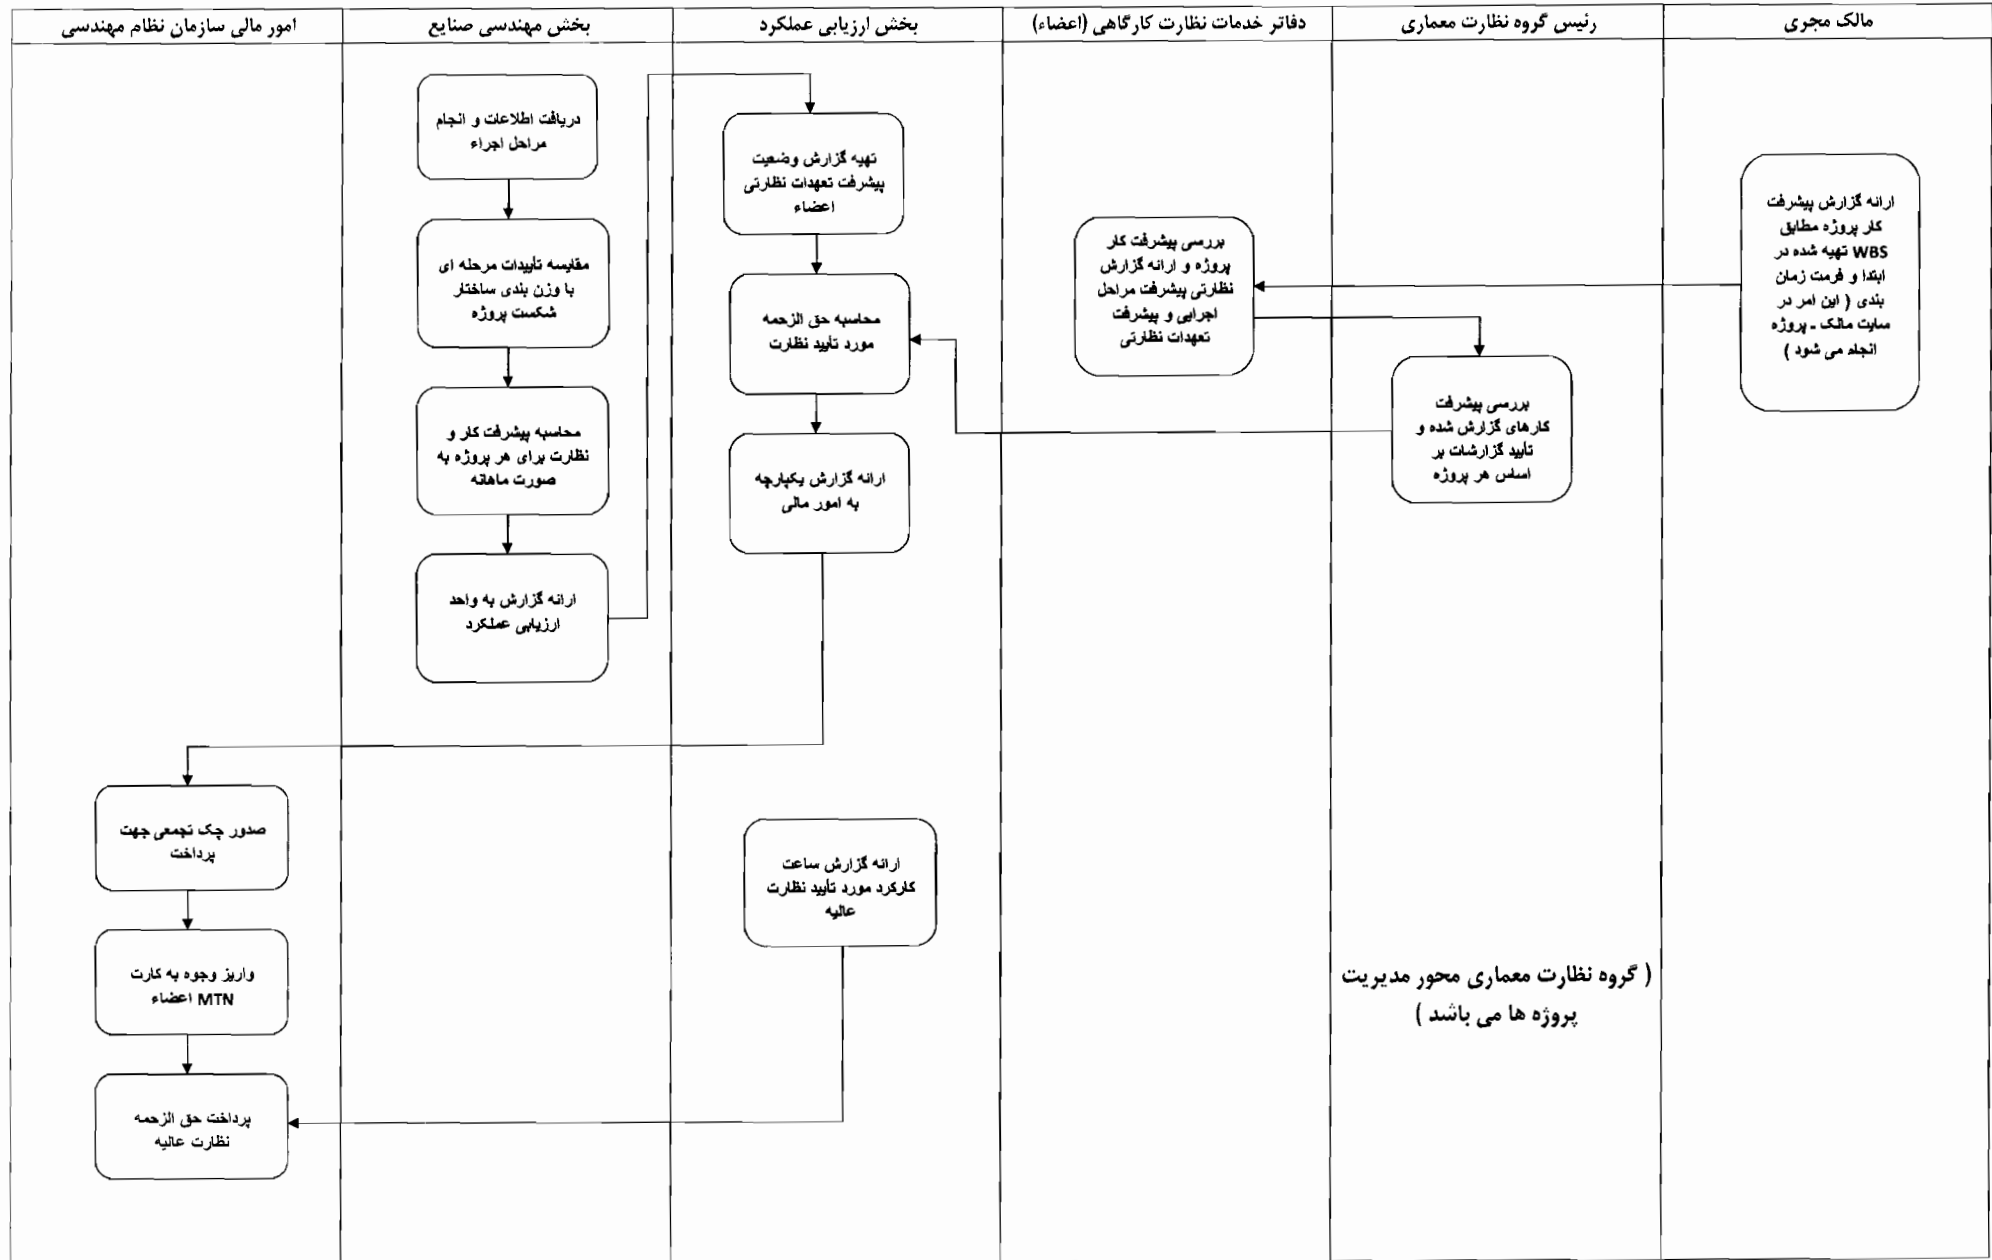 مالک مجری
رئیس گروه نظارت معماری
دفاتر خدمات نظارت کارگاهی (اعضاء)
بخش ارزیابی عملکرد
بخش مهندسی صنایع
امور مالی سازمان نظام مهندسی
ارائه گزارش پیشرفت
کار پروژه مطابق
WBS تهیه شده در
ابتدا و فرمت زمان
بندی ( این امر در
سایت مالک ـ پروژه
انجام می شود )
بررسی پیشرفت
کارهای گزارش شده و
تأیید گزارشات بر
اساس هر پروژه
( گروه نظارت معماری محور مدیریت
پروژه ها می باشد )
بررسی پیشرفت کار
پروژه و ارائه گزارش
نظارتی پیشرفت مراحل
اجرایی و پیشرفت
تعهدات نظارتی
تهیه گزارش وضعیت
پیشرفت تعهدات نظارتی
اعضاء
محاسبه حق الزحمه
مورد تأیید نظارت
ارائه گزارش یکپارچه
به امور مالی
ارائه گزارش ساعت
کارکرد مورد تأیید نظارت
عالیه
دریافت اطلاعات و انجام
مراحل اجراء
مقایسه تأییدات مرحله ای
با وزن بندی ساختار
شکست پروژه
محاسبه پیشرفت کار و
نظارت برای هر پروژه به
صورت ماهانه
ارائه گزارش به واحد
ارزیابی عملکرد
صدور چک تجمعی جهت
پرداخت
واریز وجوه به کارت
MTN اعضاء
پرداخت حق الزحمه
نظارت عالیه